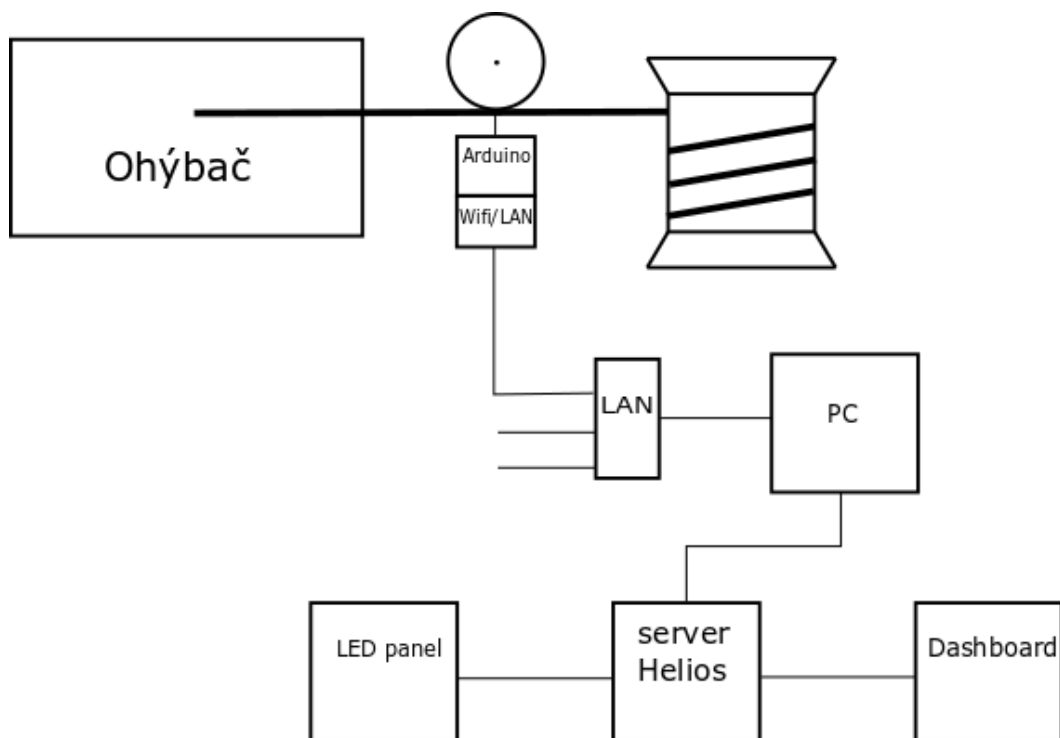 Ohýbač
Arduino
Wifi/LAN
LAN
PC
LED panel
server
Helios
Dashboard